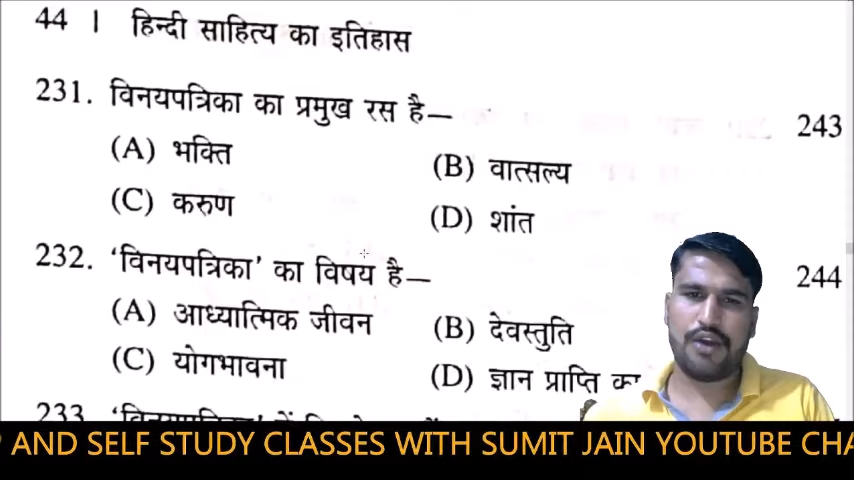 44 | हिन्दी साहित्य का इतिहास
231. विनयपत्रिका का प्रमुख रस है—
243
(A) भक्ति (B) वात्सल्य
(C) करुण (D) शांत
232. 'विनयपत्रिका' का विषय है—
244
(A) आध्यात्मिक जीवन (B) देवस्तुति
(C) योगभावना (D) ज्ञान प्राप्ति
233
AND SELF STUDY CLASSES WITH SUMIT JAIN YOUTUBE